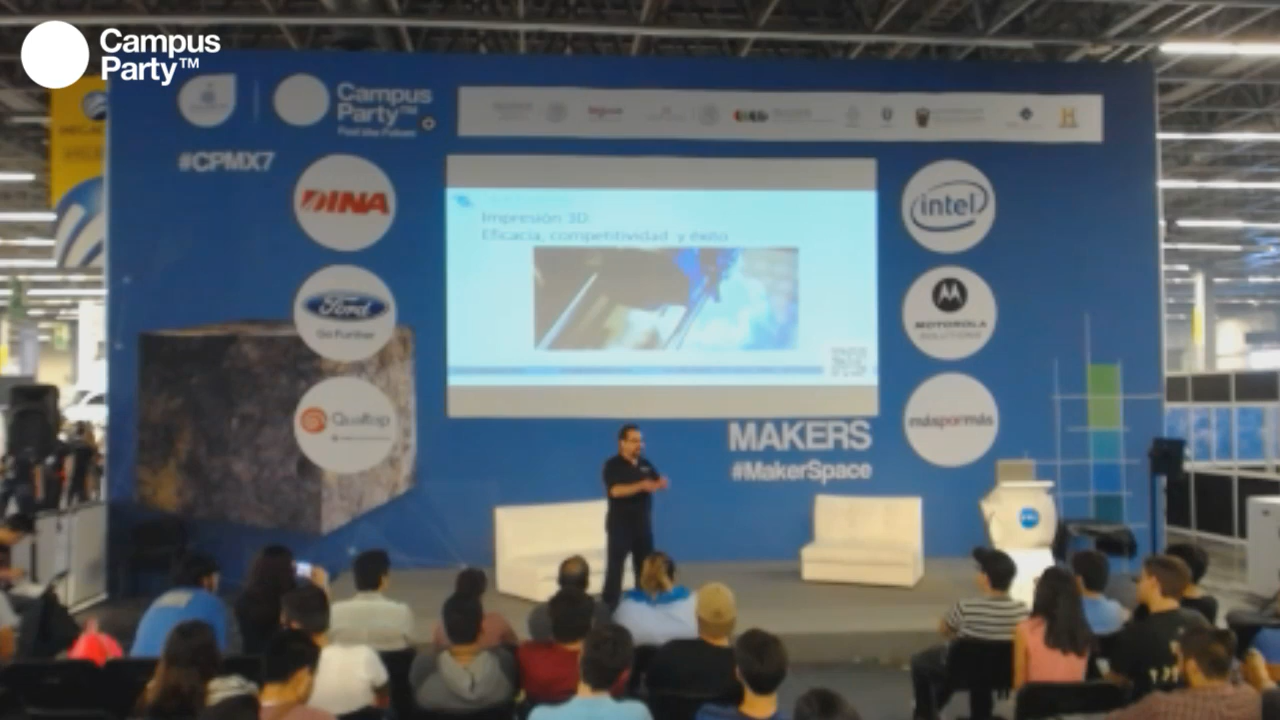 Campus
Party™
Campus
Party™
Feel the Future
#CPMX7
DINA
intel
Impresión 3D:
Eficacia, competitividad y éxito
Ford
Go Further
MOTOROLA
SOLUTIONS
Qualtop
máspormás
MAKERS
#MakerSpace
H